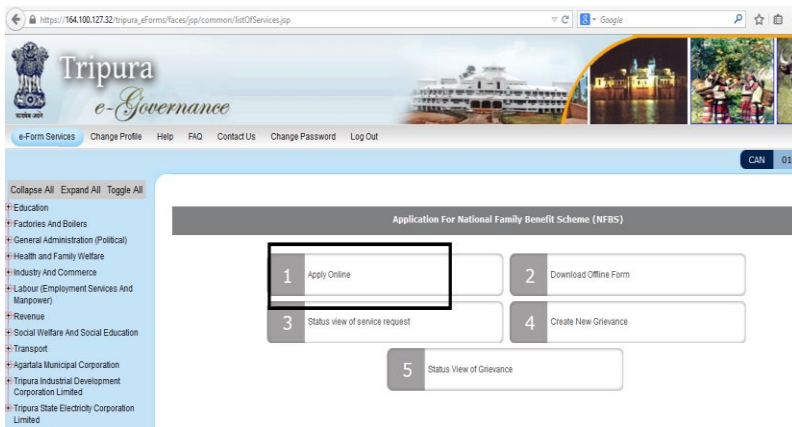 https://164.100.127.32/tripura_eForms/faces/jsp/common/listOfServices.jsp
Google
Tripura
e-Governance
सत्यमेव जयते
e-Form Services Change Profile Help FAQ Contact Us Change Password Log Out
CAN 01
Collapse All Expand All Toggle All
Education
Factories And Boilers
General Administration (Political)
Health and Family Welfare
Industry And Commerce
Labour (Employment Services And
Manpower)
Revenue
Social Welfare And Social Education
Transport
Agartala Municipal Corporation
Tripura Industrial Development
Corporation Limited
Tripura State Electricity Corporation
Limited
Application For National Family Benefit Scheme (NFBS)
1 Apply Online
2 Download Offline Form
3 Status view of service request
4 Create New Grievance
5 Status View of Grievance